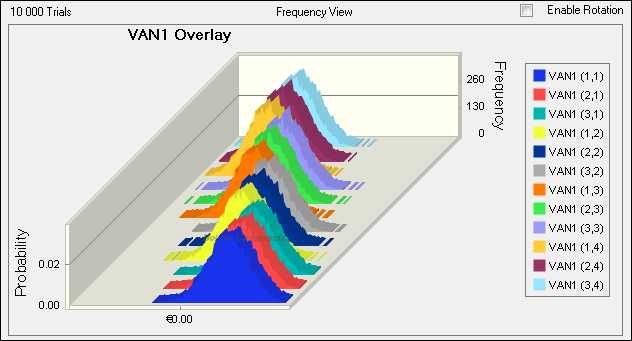 10 000 Trials
Frequency View
Enable Rotation
VAN1 Overlay
Frequency
260
130
0
Probability
0.02
0.00
€0.00
VAN1 (1,1)
VAN1 (2,1)
VAN1 (3,1)
VAN1 (1,2)
VAN1 (2,2)
VAN1 (3,2)
VAN1 (1,3)
VAN1 (2,3)
VAN1 (3,3)
VAN1 (1,4)
VAN1 (2,4)
VAN1 (3,4)